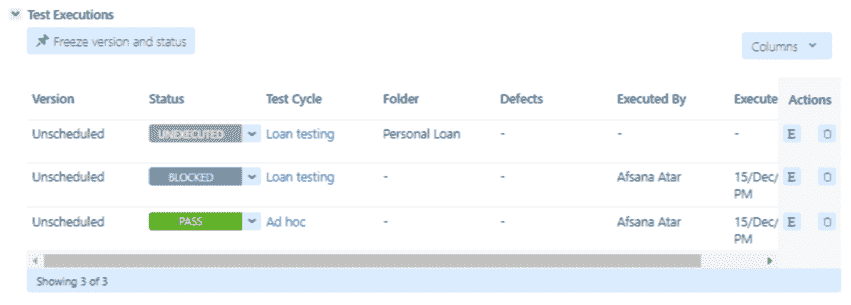 Test Executions
Freeze version and status
Columns
Version Status Test Cycle Folder Defects Executed By Execute Actions
Unscheduled UNEXECUTED Loan testing Personal Loan - - - E
Unscheduled BLOCKED Loan testing - - Afsana Atar 15/Dec/ E
PM
Unscheduled PASS Ad hoc - - Afsana Atar 15/Dec/ E
PM
Showing 3 of 3